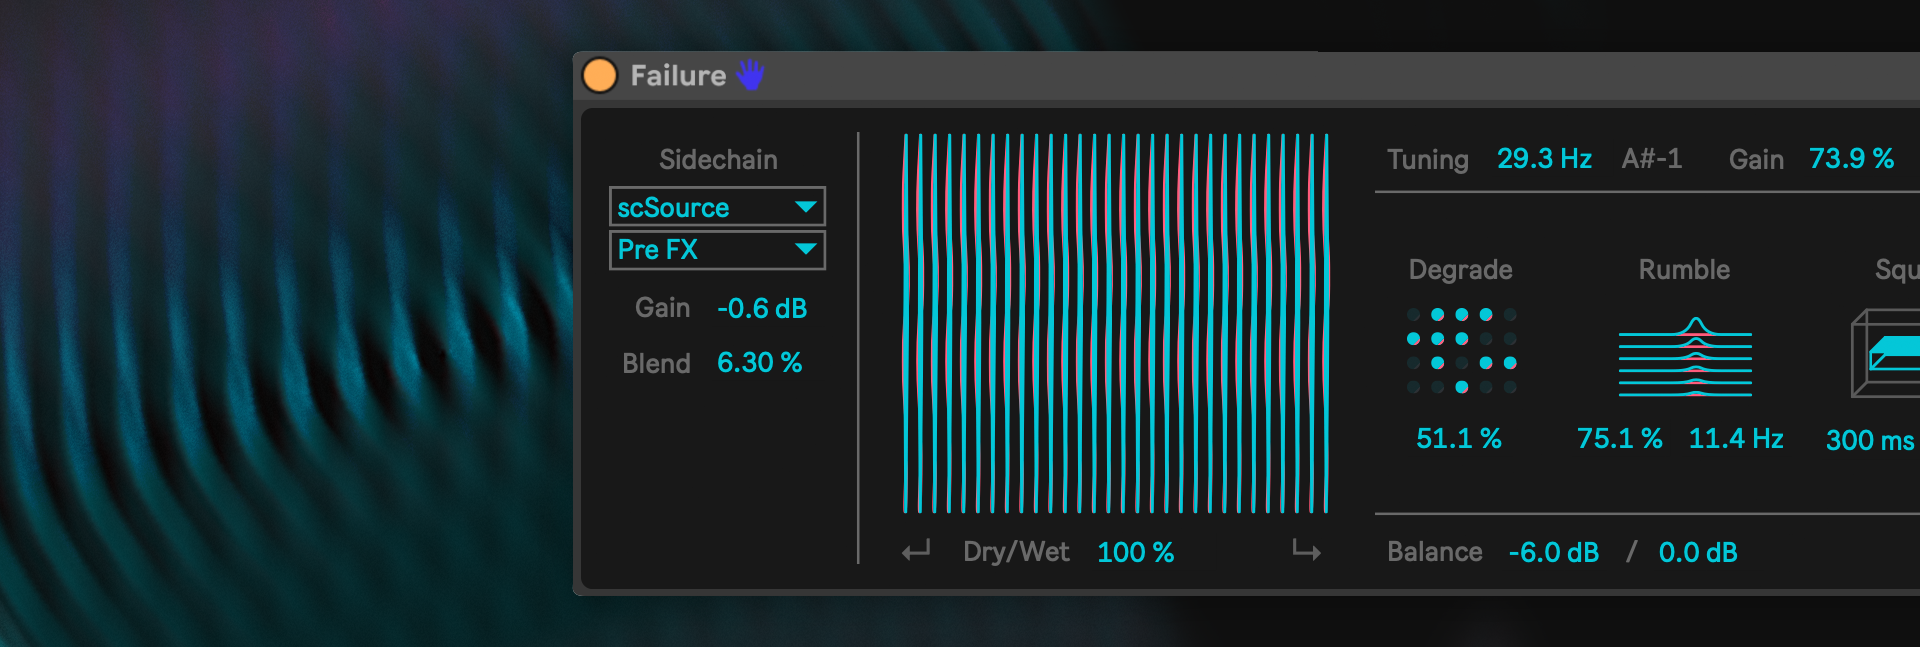 Failure
Sidechain
scSource
Pre FX
Gain -0.6 dB
Blend 6.30 %
Dry/Wet 100 %
Tuning 29.3 Hz A#-1 Gain 73.9 %
Degrade Rumble Squ
51.1 % 75.1 % 11.4 Hz 300 ms
Balance -6.0 dB / 0.0 dB